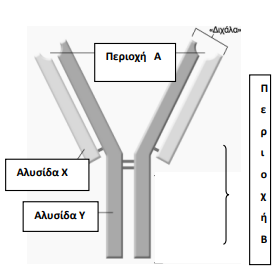 «Διχάλα»
Περιοχή Α
Αλυσίδα Χ
Αλυσίδα Υ
Π
ε
ρ
ι
ο
χ
ή
Β